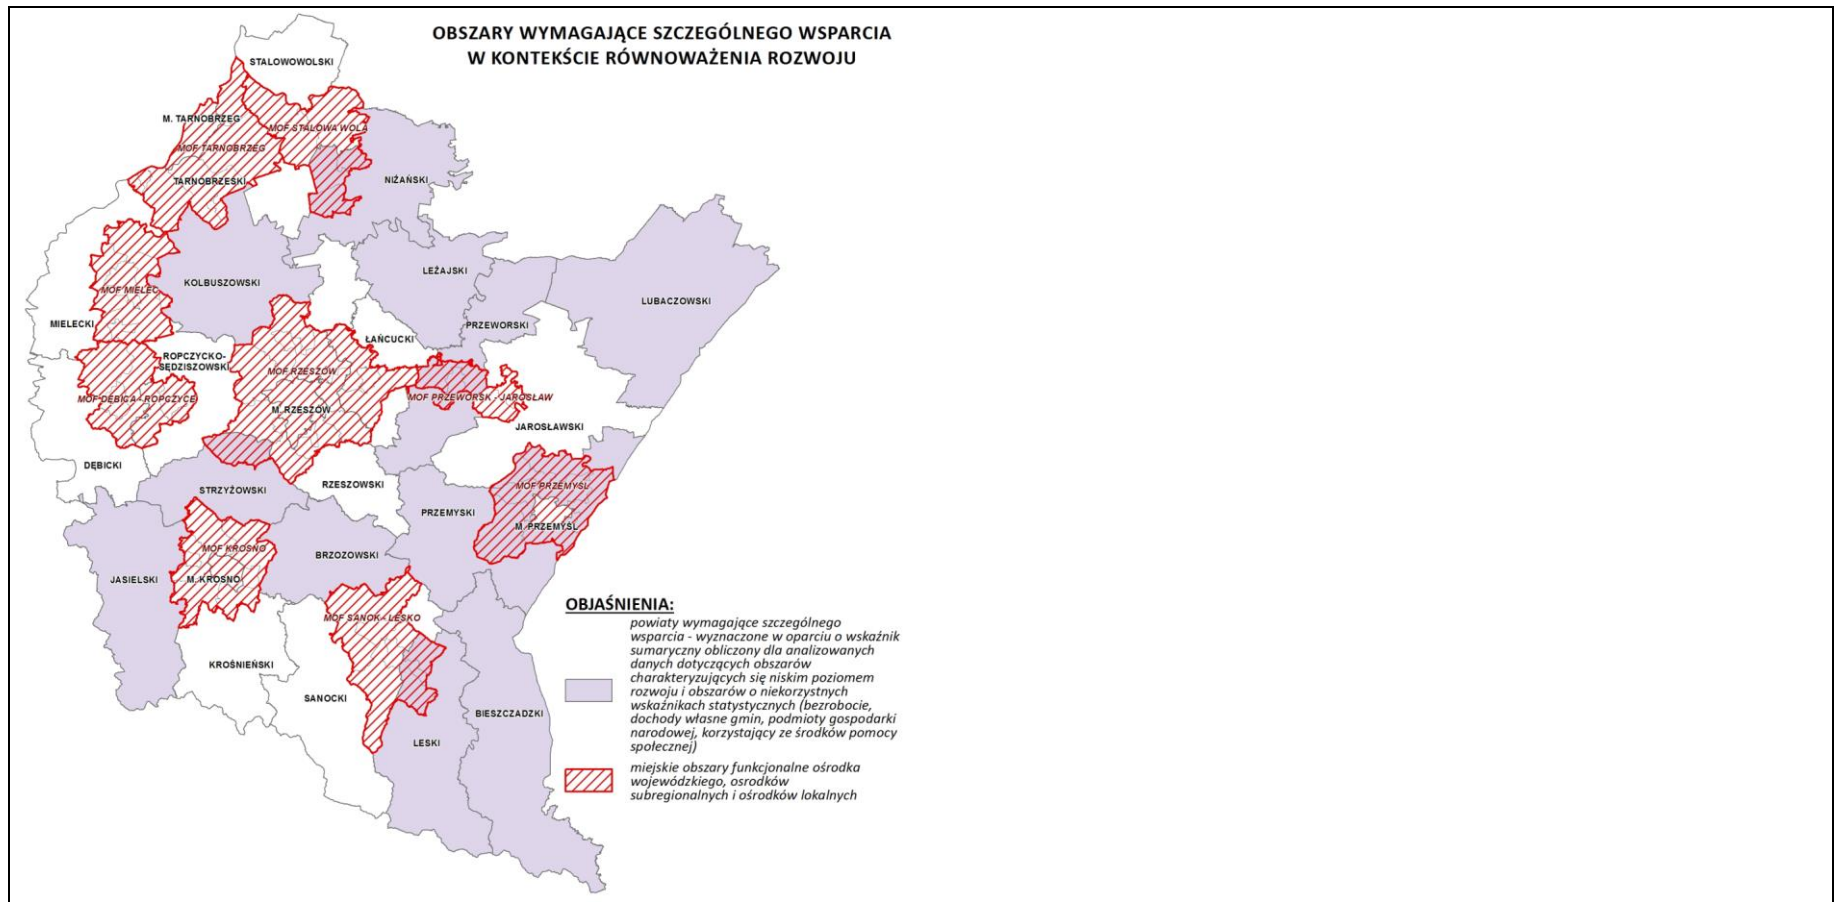 OBSZARY WYMAGAJĄCE SZCZEGÓLNEGO WSPARCIA
W KONTEKŚCIE RÓWNOWAŻENIA ROZWOJU
STALOWOWOLSKI
M. TARNOBRZEG
MOF STALOWA WOLA
MOF TARNOBRZEG
TARNOBRZESKI
NIŻAŃSKI
LEŻAJSKI
KOLBUSZOWSKI
MOF MIELEC
LUBACZOWSKI
MIELECKI
PRZEWORSKI
ŁAŃCUCKI
ROPCZYCKO-
SĘDZISZOWSKI
MOF RZESZÓW
MOF DĘBICA - ROPCZYCE
MOF PRZEWORSK - JAROSŁAW
M. RZESZÓW
JAROSŁAWSKI
DĘBICKI
RZESZOWSKI
MOF PRZEMYŚL
STRZYŻOWSKI
PRZEMYSKI
M. PRZEMYŚL
MOF KROSNO
BRZOZOWSKI
JASIELSKI
M. KROSNO
MOF SANOK - LESKO
KROŚNIEŃSKI
SANOCKI
BIESZCZADZKI
LESKI
OBJAŚNIENIA:
powiaty wymagające szczególnego
wsparcia - wyznaczone w oparciu o wskaźnik
sumaryczny obliczony dla analizowanych
danych dotyczących obszarów
charakteryzujących się niskim poziomem
rozwoju i obszarów o niekorzystnych
wskaźnikach statystycznych (bezrobocie,
dochody własne gmin, podmioty gospodarki
narodowej, korzystający ze środków pomocy
społecznej)
miejskie obszary funkcjonalne ośrodka
wojewódzkiego, osrodków
subregionalnych i ośrodków lokalnych